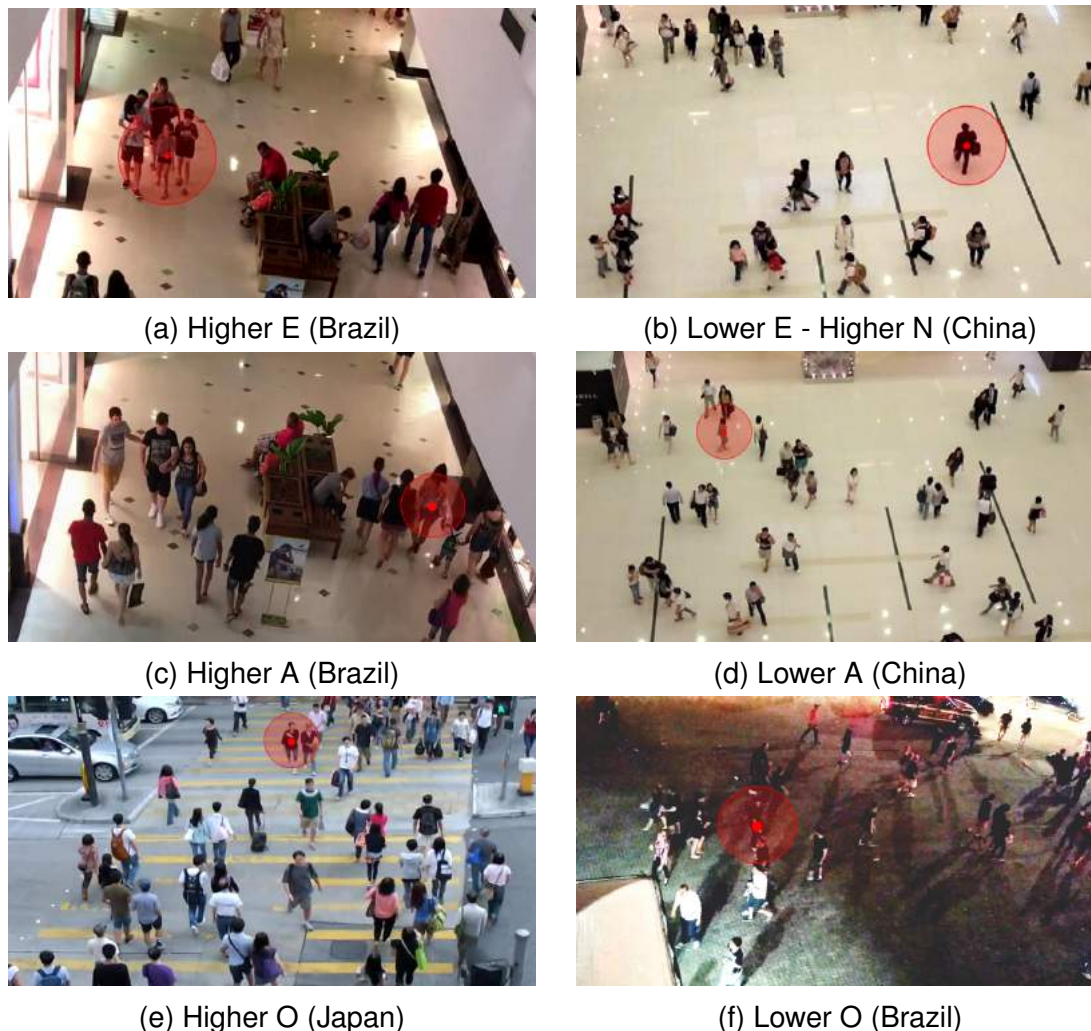 (a) Higher E (Brazil)
(b) Lower E - Higher N (China)
(c) Higher A (Brazil)
(d) Lower A (China)
(e) Higher O (Japan)
(f) Lower O (Brazil)